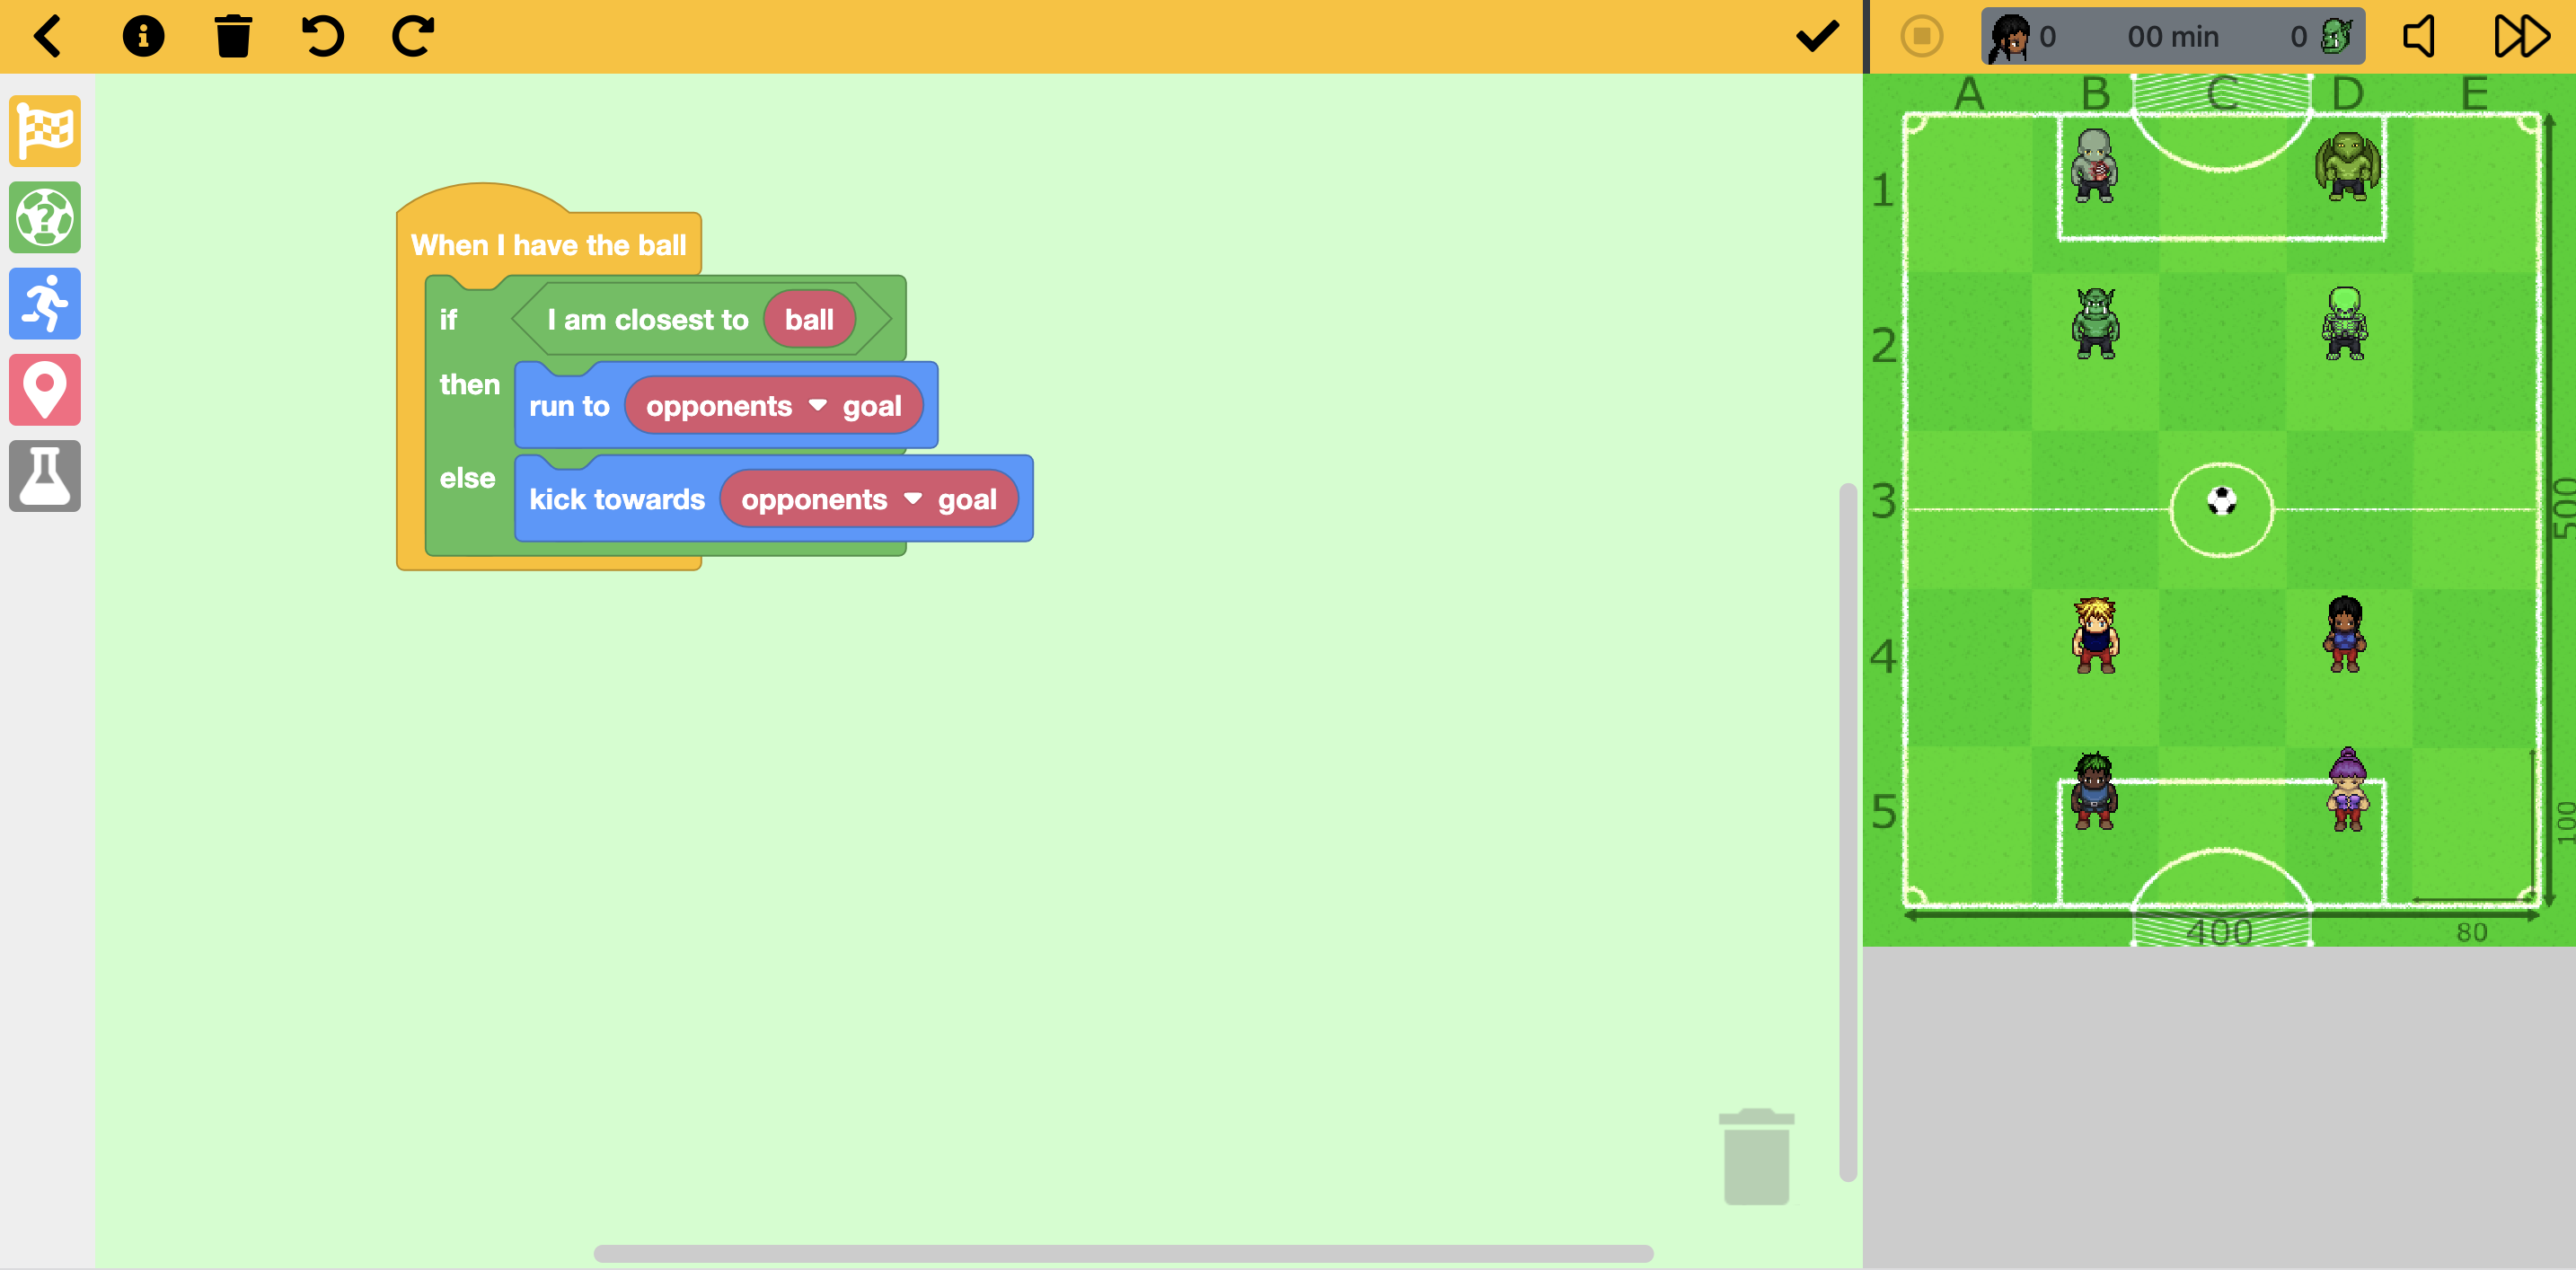 0 00 min 0
When I have the ball
if I am closest to ball
then run to opponents goal
else kick towards opponents goal
A B C D E
1
2
3
4
5
500
100
400
80